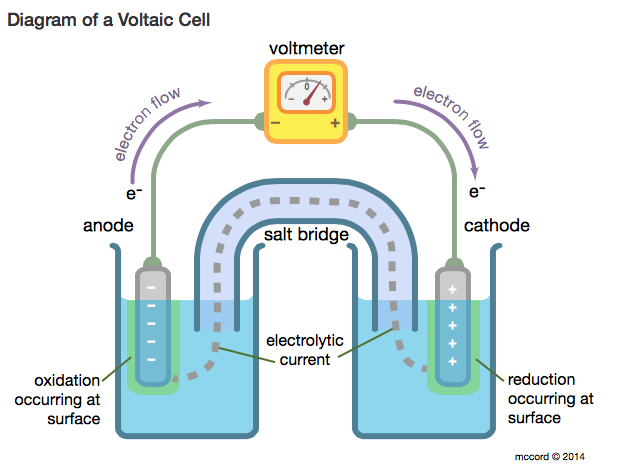 Diagram of a Voltaic Cell
voltmeter
electron flow
0
- +
- +
electron flow
e-
e-
anode
cathode
salt bridge
-
-
-
-
-
+
+
+
+
+
electrolytic
current
oxidation
occurring at
surface
reduction
occurring at
surface
mccord © 2014